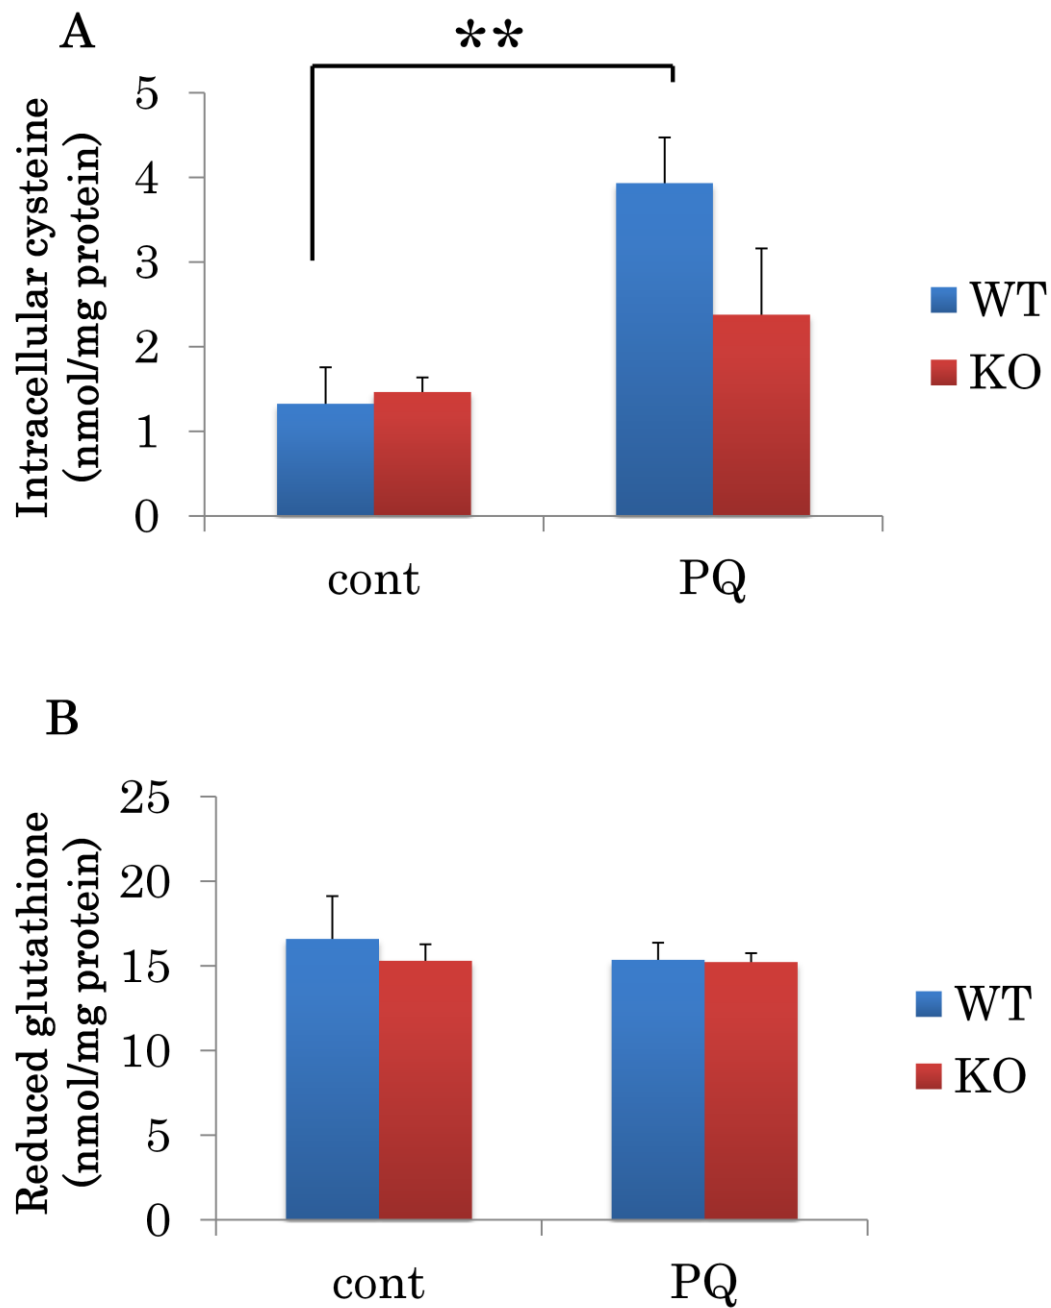 A
**
Intracellular cysteine
(nmol/mg protein)
5
4
3
2
1
0
cont
PQ
WT
KO
B
Reduced glutathione
(nmol/mg protein)
25
20
15
10
5
0
cont
PQ
WT
KO